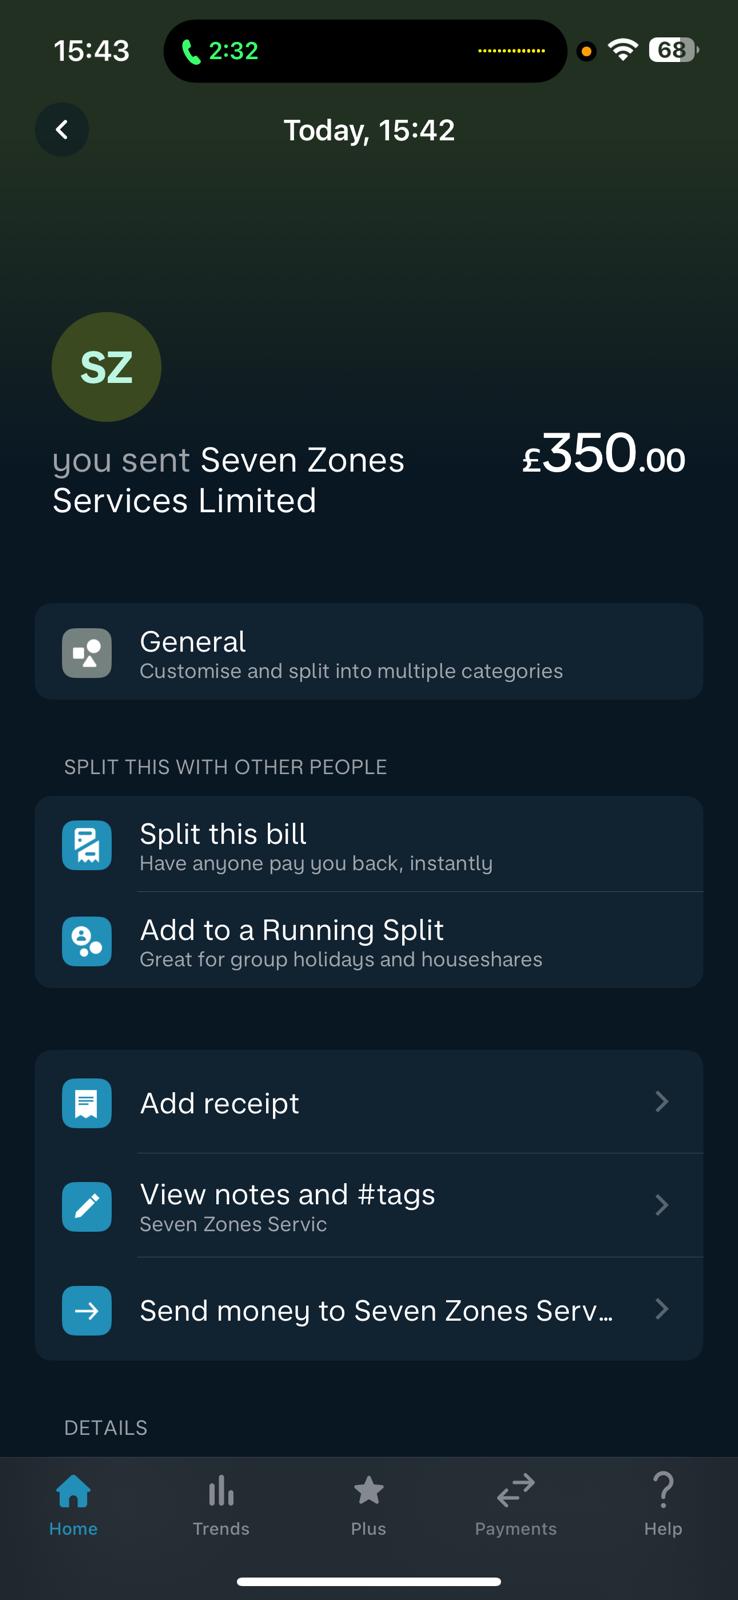 15:43
2:32
68
Today, 15:42
SZ
you sent Seven Zones
Services Limited
£350.00
General
Customise and split into multiple categories
SPLIT THIS WITH OTHER PEOPLE
Split this bill
Have anyone pay you back, instantly
Add to a Running Split
Great for group holidays and houseshares
Add receipt
View notes and #tags
Seven Zones Servic
Send money to Seven Zones Serv...
DETAILS
Home
Trends
Plus
Payments
Help